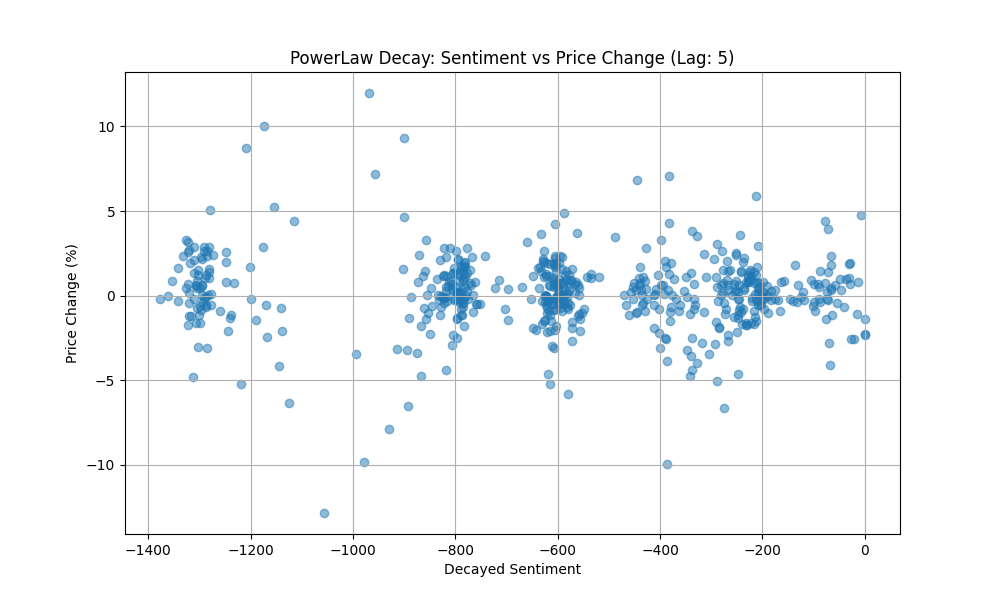 PowerLaw Decay: Sentiment vs Price Change (Lag: 5)
Price Change (%)
10
5
0
−5
−10
−1400 −1200 −1000 −800 −600 −400 −200 0
Decayed Sentiment